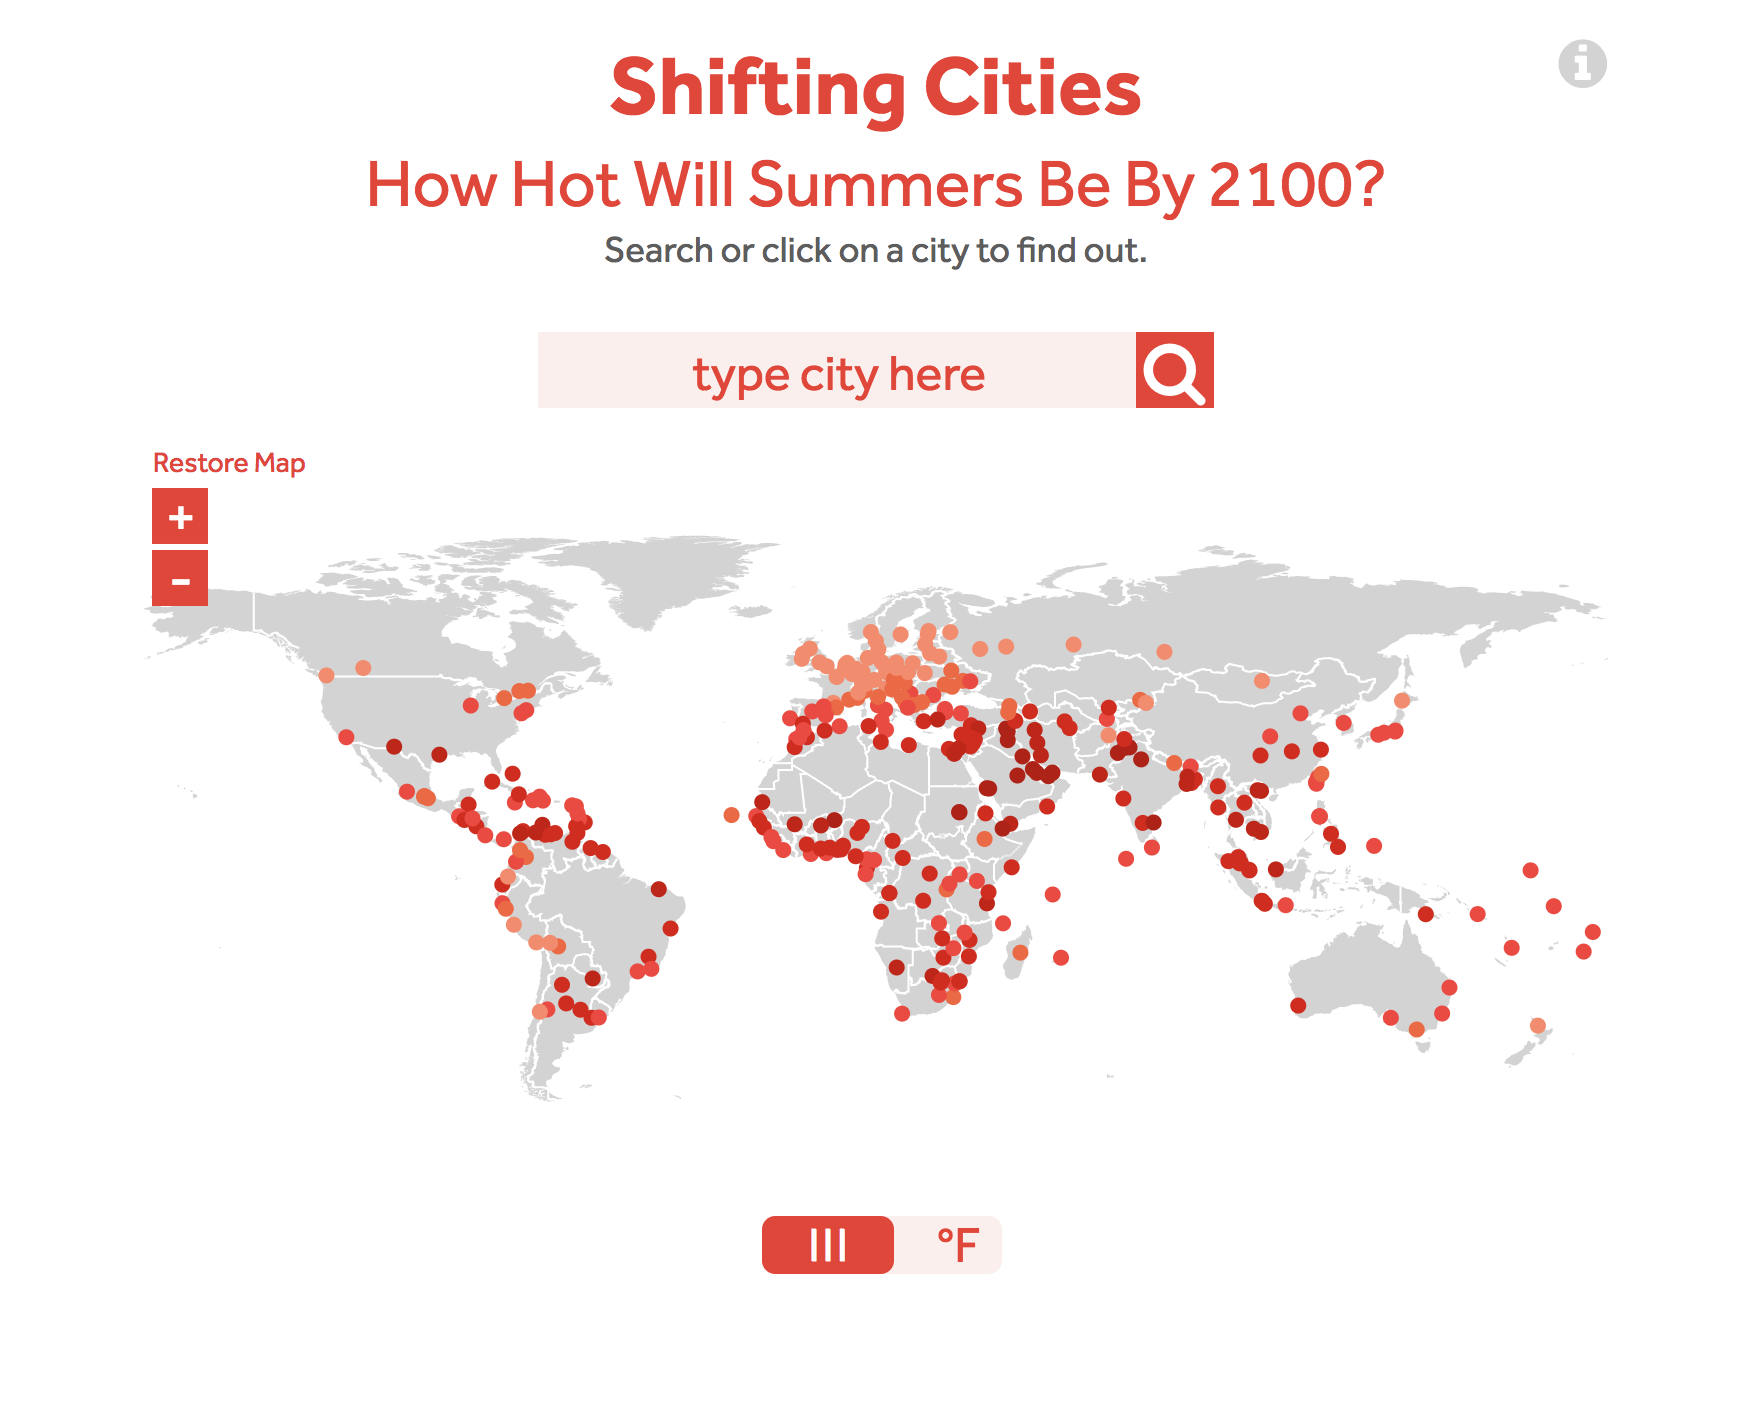 Shifting Cities
How Hot Will Summers Be By 2100?
Search or click on a city to find out.
type city here
Restore Map
+
-
°F